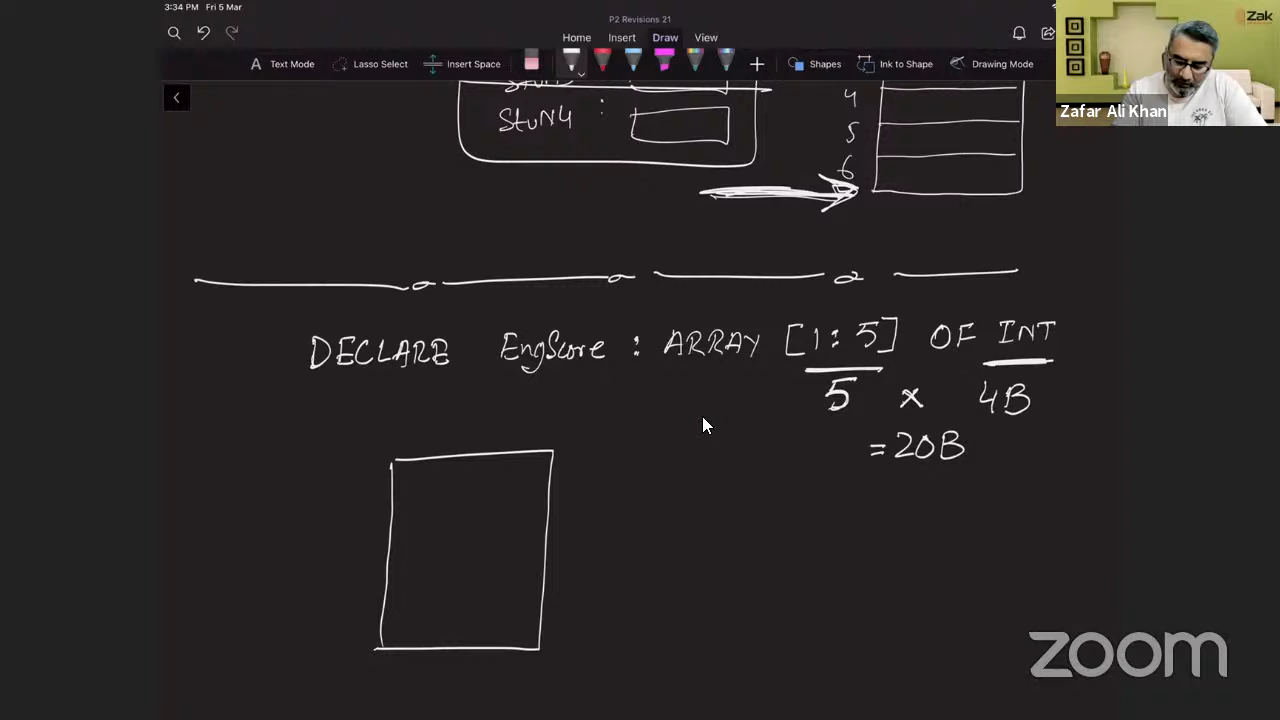 3:34 PM Fri 5 Mar
P2 Revisions 21
Home Insert Draw View
Text Mode Lasso Select Insert Space Shapes Ink to Shape Drawing Mode
Zak
Zafar Ali Khan
StuN4 :
4
5
6
DECLARE EngScore : ARRAY [1:5] OF INT
5 x 4B
= 20B
zoom